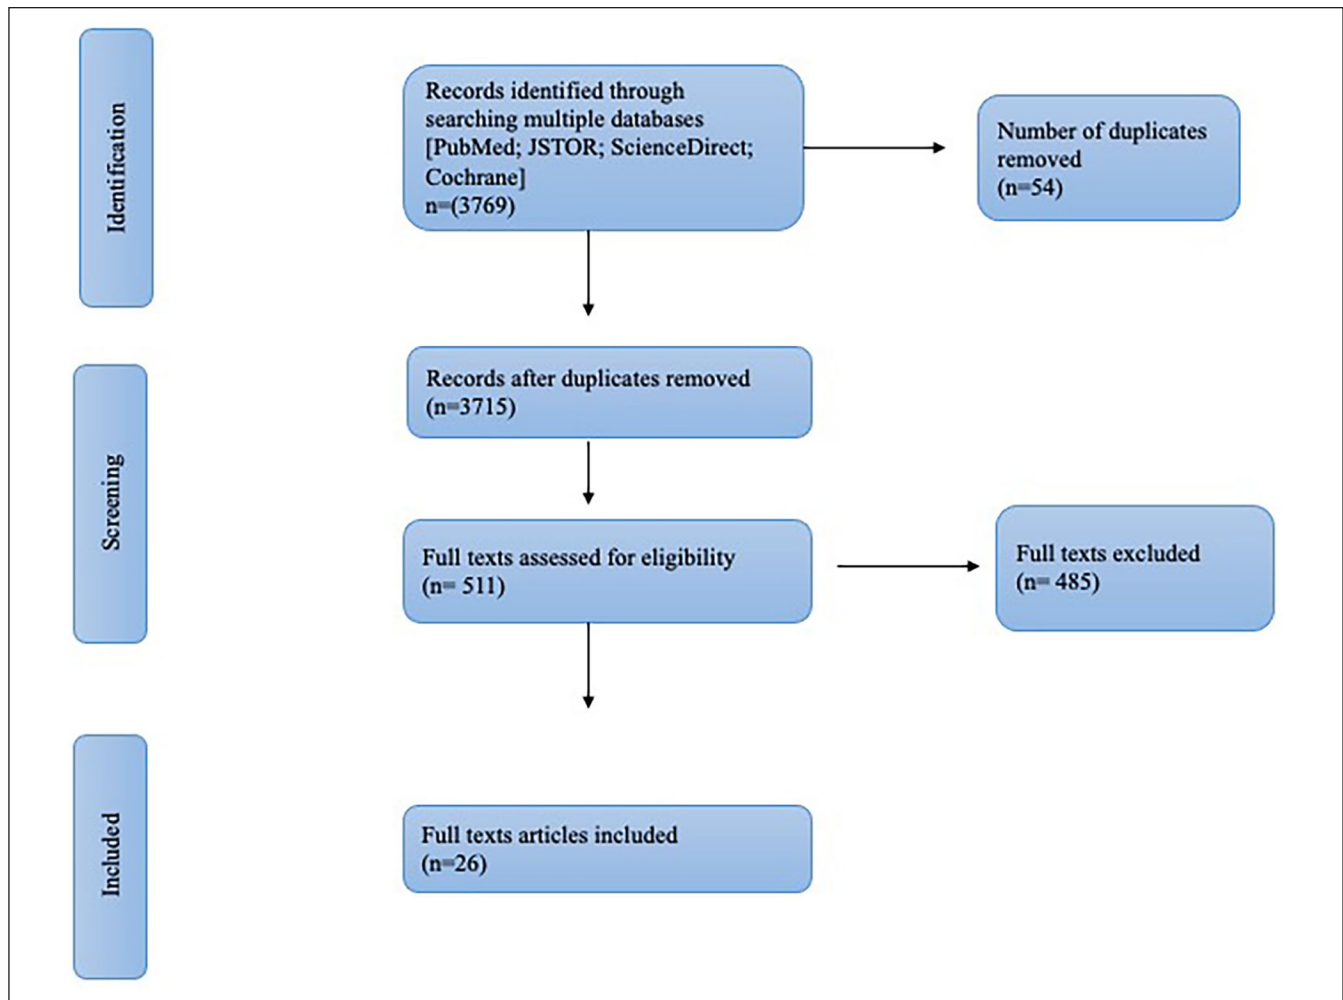 Identification
Records identified through
searching multiple databases
[PubMed; JSTOR; ScienceDirect;
Cochrane]
n=(3769)
Number of duplicates
removed
(n=54)
Screening
Records after duplicates removed
(n=3715)
Full texts assessed for eligibility
(n= 511)
Full texts excluded
(n= 485)
Included
Full texts articles included
(n=26)